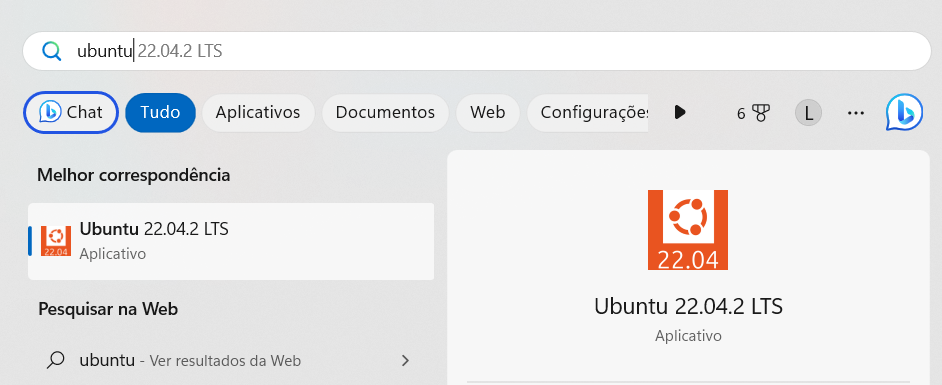 ubuntu 22.04.2 LTS
Chat Tudo Aplicativos Documentos Web Configurações 6 L ...
Melhor correspondência
Ubuntu 22.04.2 LTS
22.04
Aplicativo
Pesquisar na Web
ubuntu - Ver resultados da Web
22.04
Ubuntu 22.04.2 LTS
Aplicativo